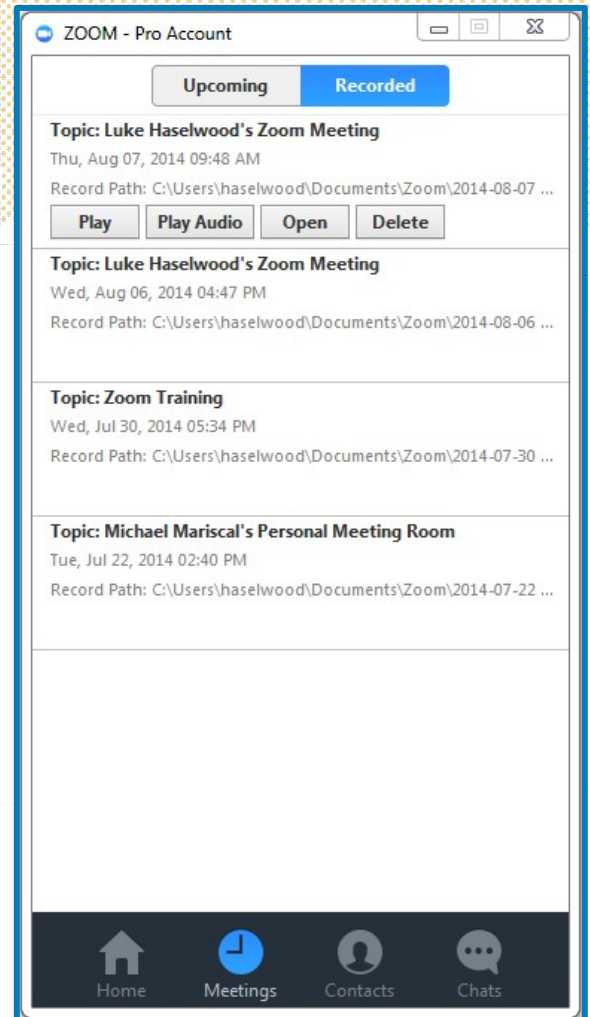 ZOOM - Pro Account
Upcoming Recorded
Topic: Luke Haselwood's Zoom Meeting
Thu, Aug 07, 2014 09:48 AM
Record Path: C:\Users\haselwood\Documents\Zoom\2014-08-07 ...
Play Play Audio Open Delete
Topic: Luke Haselwood's Zoom Meeting
Wed, Aug 06, 2014 04:47 PM
Record Path: C:\Users\haselwood\Documents\Zoom\2014-08-06 ...
Topic: Zoom Training
Wed, Jul 30, 2014 05:34 PM
Record Path: C:\Users\haselwood\Documents\Zoom\2014-07-30 ...
Topic: Michael Mariscal's Personal Meeting Room
Tue, Jul 22, 2014 02:40 PM
Record Path: C:\Users\haselwood\Documents\Zoom\2014-07-22 ...
Home Meetings Contacts Chats